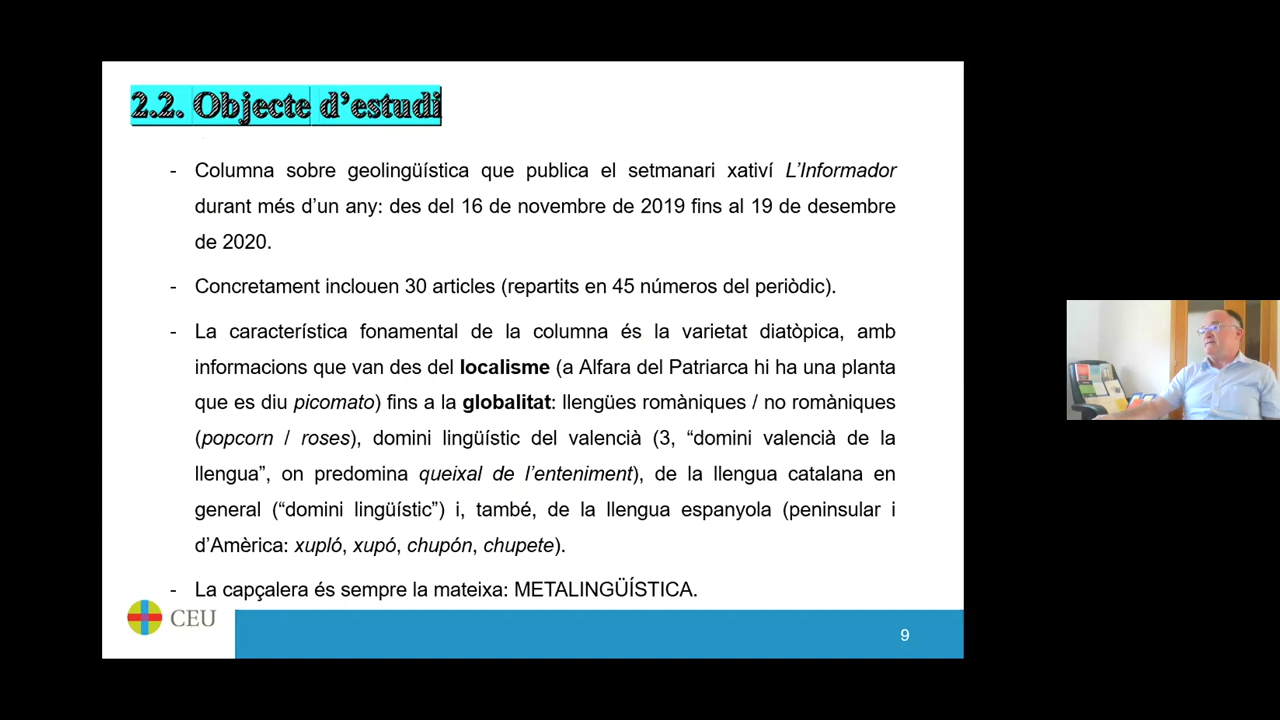 2.2. Objecte d’estudi
- Columna sobre geolingüística que publica el setmanari xativí L’Informador
durant més d’un any: des del 16 de novembre de 2019 fins al 19 de desembre
de 2020.
- Concretament inclouen 30 articles (repartits en 45 números del periòdic).
- La característica fonamental de la columna és la varietat diatòpica, amb
informacions que van des del localisme (a Alfara del Patriarca hi ha una planta
que es diu picomato) fins a la globalitat: llengües romàniques / no romàniques
(popcorn / roses), domini lingüístic del valencià (3, “domini valencià de la
llengua”, on predomina queixal de l’enteniment), de la llengua catalana en
general (“domini lingüístic”) i, també, de la llengua espanyola (peninsular i
d’Amèrica: xupló, xupó, chupón, chupete).
- La capçalera és sempre la mateixa: METALINGÜÍSTICA.
CEU
9